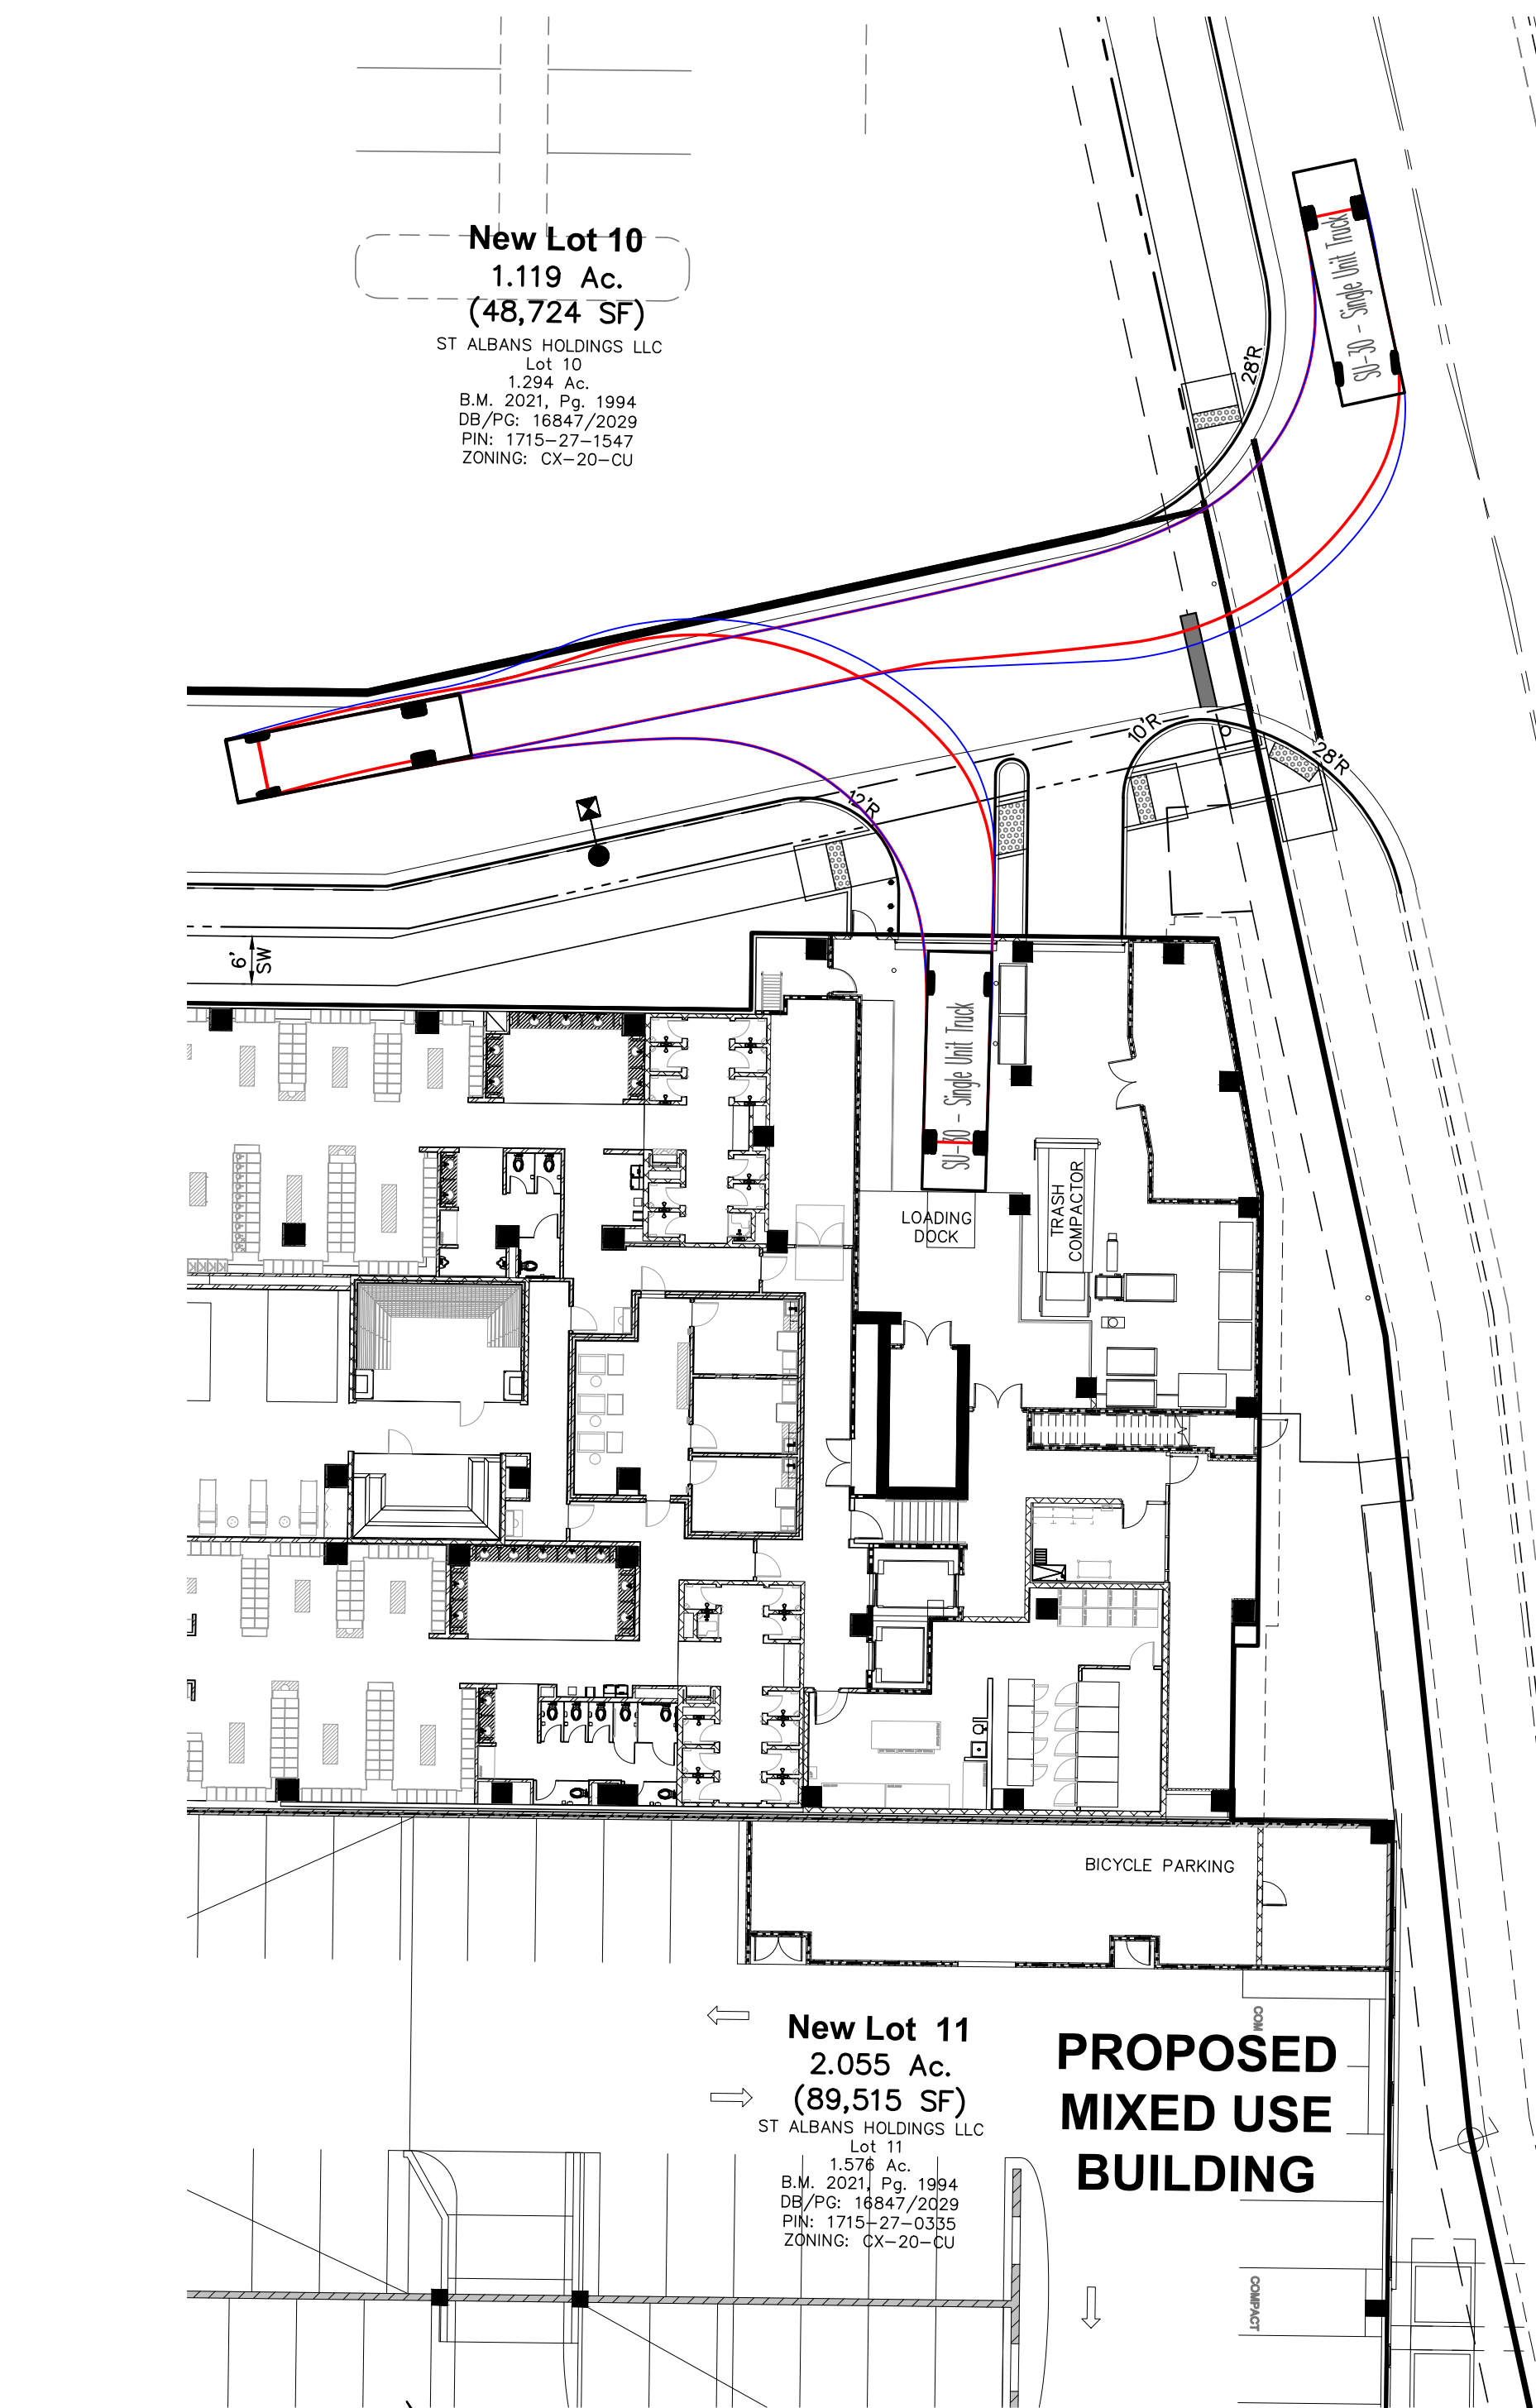 New Lot 10
1.119 Ac.
(48,724 SF)
ST ALBANS HOLDINGS LLC
Lot 10
1.294 Ac.
B.M. 2021, Pg. 1994
DB/PG: 16847/2029
PIN: 1715-27-1547
ZONING: CX-20-CU
SU-30 - Single Unit Truck
28'R
10'R
28'R
12'R
6'
SW
SU-30 - Single Unit Truck
LOADING
DOCK
TRASH
COMPACTOR
BICYCLE PARKING
New Lot 11
2.055 Ac.
(89,515 SF)
ST ALBANS HOLDINGS LLC
Lot 11
1.576 Ac.
B.M. 2021, Pg. 1994
DB/PG: 16847/2029
PIN: 1715-27-0335
ZONING: CX-20-CU
COM
PROPOSED
MIXED USE
BUILDING
COMPACT